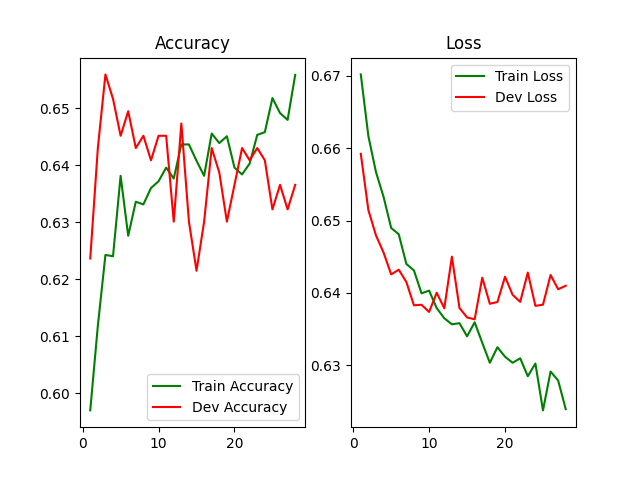 Accuracy
0.65
0.64
0.63
0.62
0.61
0.60
0
10
20
Train Accuracy
Dev Accuracy
Loss
0.67
0.66
0.65
0.64
0.63
0
10
20
Train Loss
Dev Loss